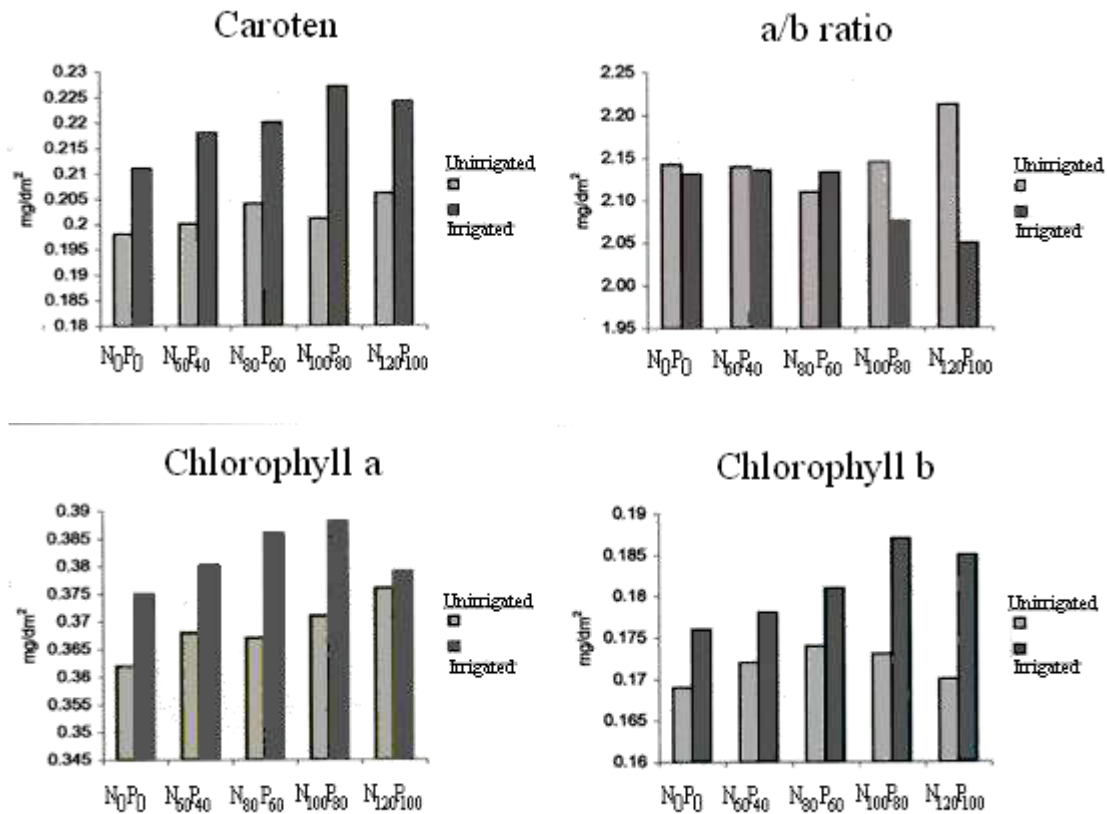 Caroten
0.23
0.225
0.22
0.215
0.21
0.205
0.2
0.195
0.19
0.185
0.18
mg/dm²
N₀P₀ N₆₀P₄₀ N₈₀P₆₀ N₁₀₀P₈₀ N₁₂₀P₁₀₀
Unirrigated
Irrigated
a/b ratio
2.25
2.20
2.15
2.10
2.05
2.00
1.95
mg/dm²
N₀P₀ N₆₀P₄₀ N₈₀P₆₀ N₁₀₀P₈₀ N₁₂₀P₁₀₀
Unirrigated
Irrigated
Chlorophyll a
0.39
0.385
0.38
0.375
0.37
0.365
0.36
0.355
0.35
0.345
mg/dm²
N₀P₀ N₆₀P₄₀ N₈₀P₆₀ N₁₀₀P₈₀ N₁₂₀P₁₀₀
Unirrigated
Irrigated
Chlorophyll b
0.19
0.185
0.18
0.175
0.17
0.165
0.16
mg/dm²
N₀P₀ N₆₀P₄₀ N₈₀P₆₀ N₁₀₀P₈₀ N₁₂₀P₁₀₀
Unirrigated
Irrigated